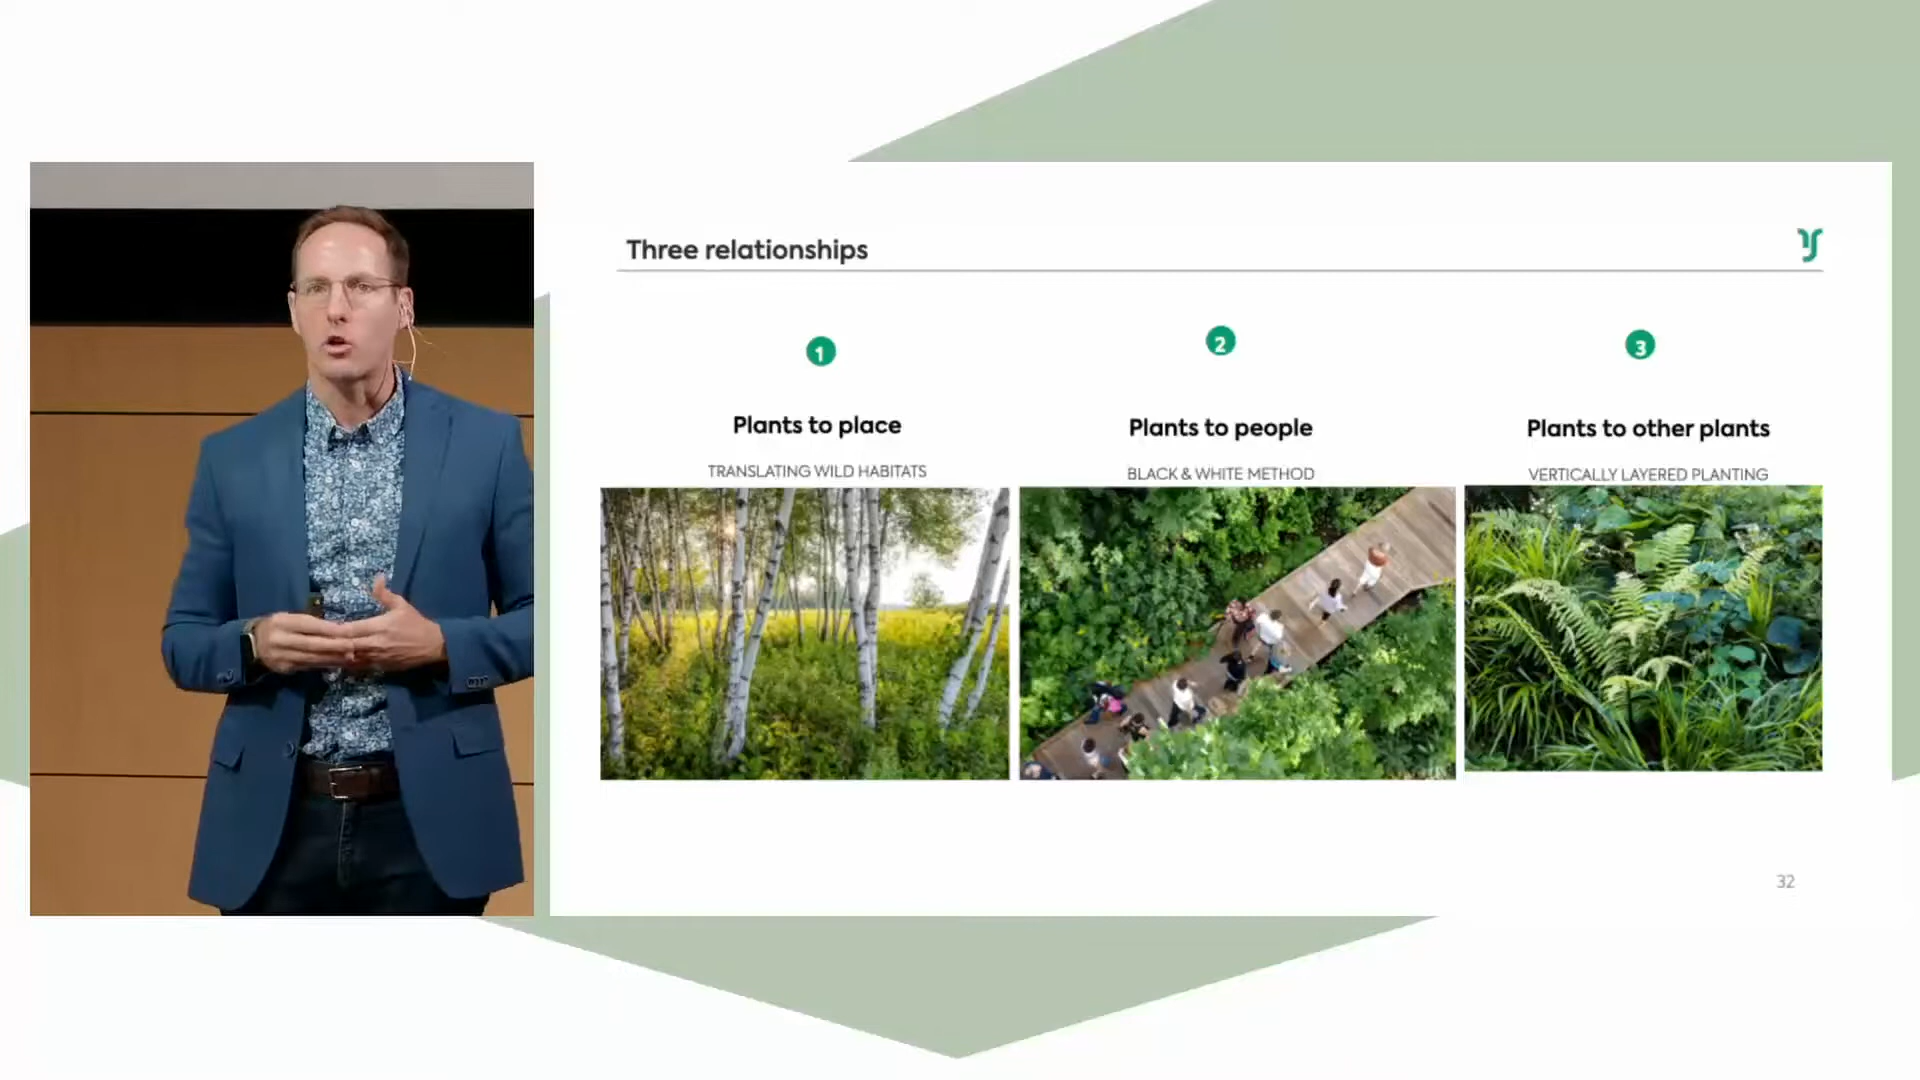 Three relationships
1
2
3
Plants to place
Plants to people
Plants to other plants
TRANSLATING WILD HABITATS
BLACK & WHITE METHOD
VERTICALLY LAYERED PLANTING
32